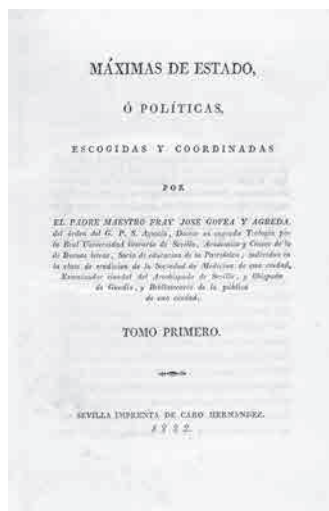 MÁXIMAS DE ESTADO,
Ó POLÍTICAS,
ESCOGIDAS Y COORDINADAS
POR
EL PADRE MAESTRO FRAY JOSE GOVEA Y AGREDA
del órden del G. P. S. Agustin, Doctor en sagrada Teología por
la Real Universidad literaria de Sevilla, Académico y Censor de la
de Buenas letras, Socio de educacion de la Patriótica, individuo en
la clase de erudicion de la Sociedad de Medicina de esta ciudad,
Examinador sinodal del Arzobispado de Sevilla, y Obispado
de Guadix, y Bibliotecario de la pública
de esta ciudad.
TOMO PRIMERO.
SEVILLA IMPRENTA DE CARO HERNANDEZ.
1822.